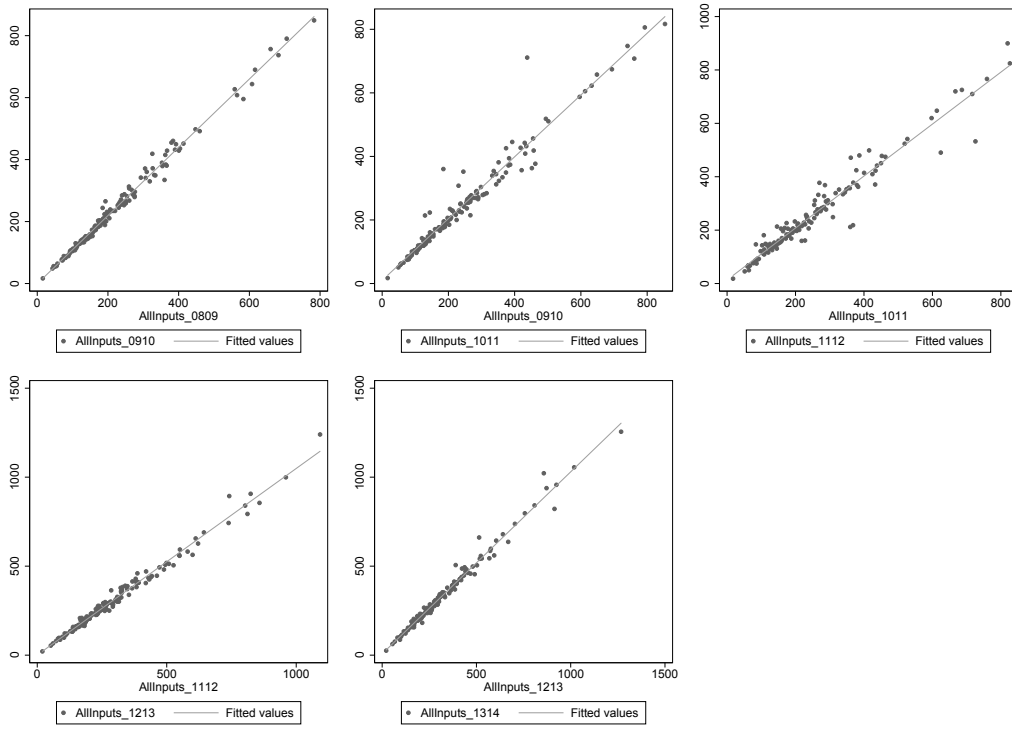 800
600
400
200
0
0 200 400 600 800
AllInputs_0809
AllInputs_0910 Fitted values
800
600
400
200
0
0 200 400 600 800
AllInputs_0910
AllInputs_1011 Fitted values
1000
800
600
400
200
0
0 200 400 600 800
AllInputs_1011
AllInputs_1112 Fitted values
1500
1000
500
0
0 500 1000
AllInputs_1112
AllInputs_1213 Fitted values
1500
1000
500
0
0 500 1000 1500
AllInputs_1213
AllInputs_1314 Fitted values